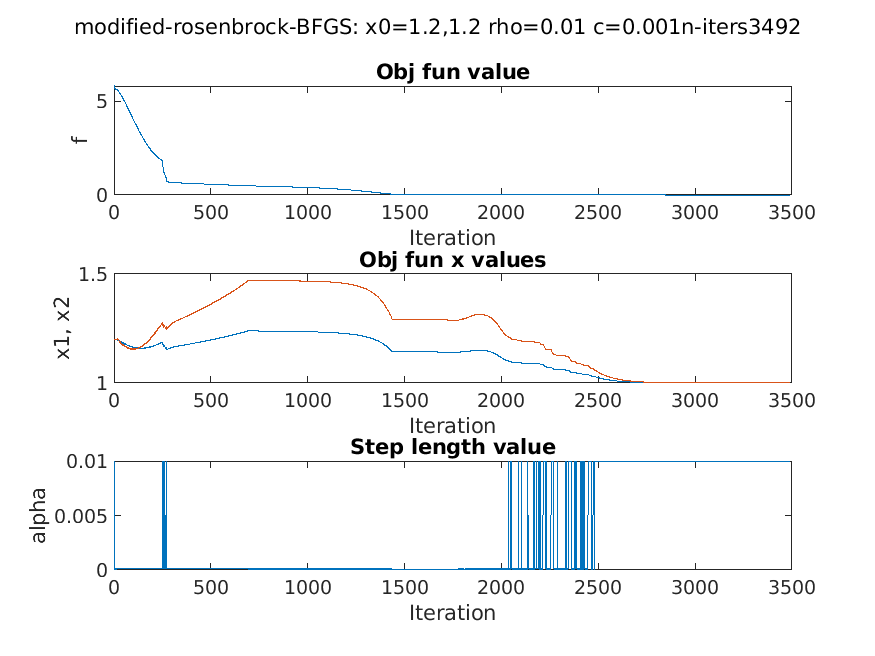 modified-rosenbrock-BFGS: x0=1.2,1.2 rho=0.01 c=0.001n-iters3492
Obj fun value
f
5
0
0 500 1000 1500 2000 2500 3000 3500
Iteration
Obj fun x values
x1, x2
1.5
1
0 500 1000 1500 2000 2500 3000 3500
Iteration
Step length value
alpha
0.01
0.005
0
0 500 1000 1500 2000 2500 3000 3500
Iteration